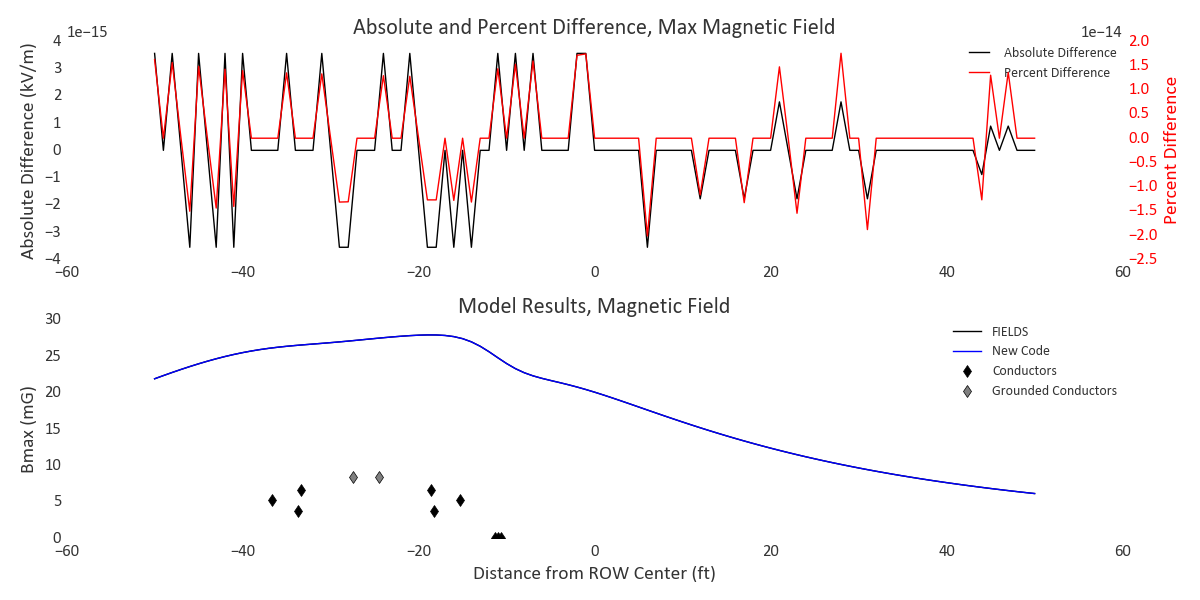 Absolute and Percent Difference, Max Magnetic Field
1e−15
1e−14
4
3
2
1
0
−1
−2
−3
−4
Absolute Difference (kV/m)
2.0
1.5
1.0
0.5
0.0
−0.5
−1.0
−1.5
−2.0
−2.5
Percent Difference
Absolute Difference
Percent Difference
−60 −40 −20 0 20 40 60
Model Results, Magnetic Field
30
25
20
15
10
5
0
Bmax (mG)
FIELDS
New Code
Conductors
Grounded Conductors
−60 −40 −20 0 20 40 60
Distance from ROW Center (ft)